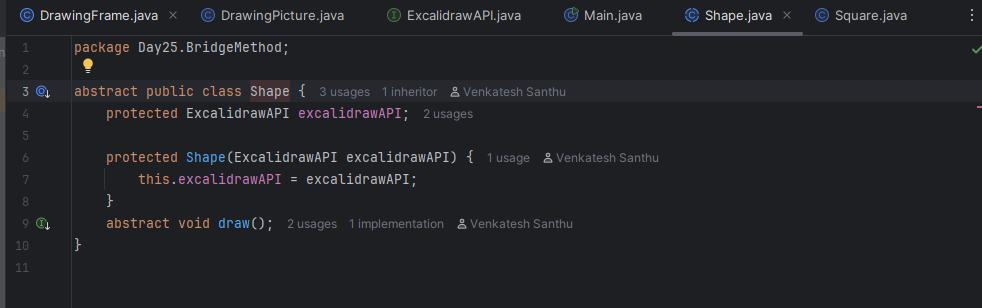 DrawingFrame.java DrawingPicture.java ExcalidrawAPI.java Main.java Shape.java Square.java
1 package Day25.BridgeMethod;
2
3 abstract public class Shape { 3 usages 1 inheritor Venkatesh Santhu
4 protected ExcalidrawAPI excalidrawAPI; 2 usages
5
6 protected Shape(ExcalidrawAPI excalidrawAPI) { 1 usage Venkatesh Santhu
7 this.excalidrawAPI = excalidrawAPI;
8 }
9 abstract void draw(); 2 usages 1 implementation Venkatesh Santhu
10 }
11